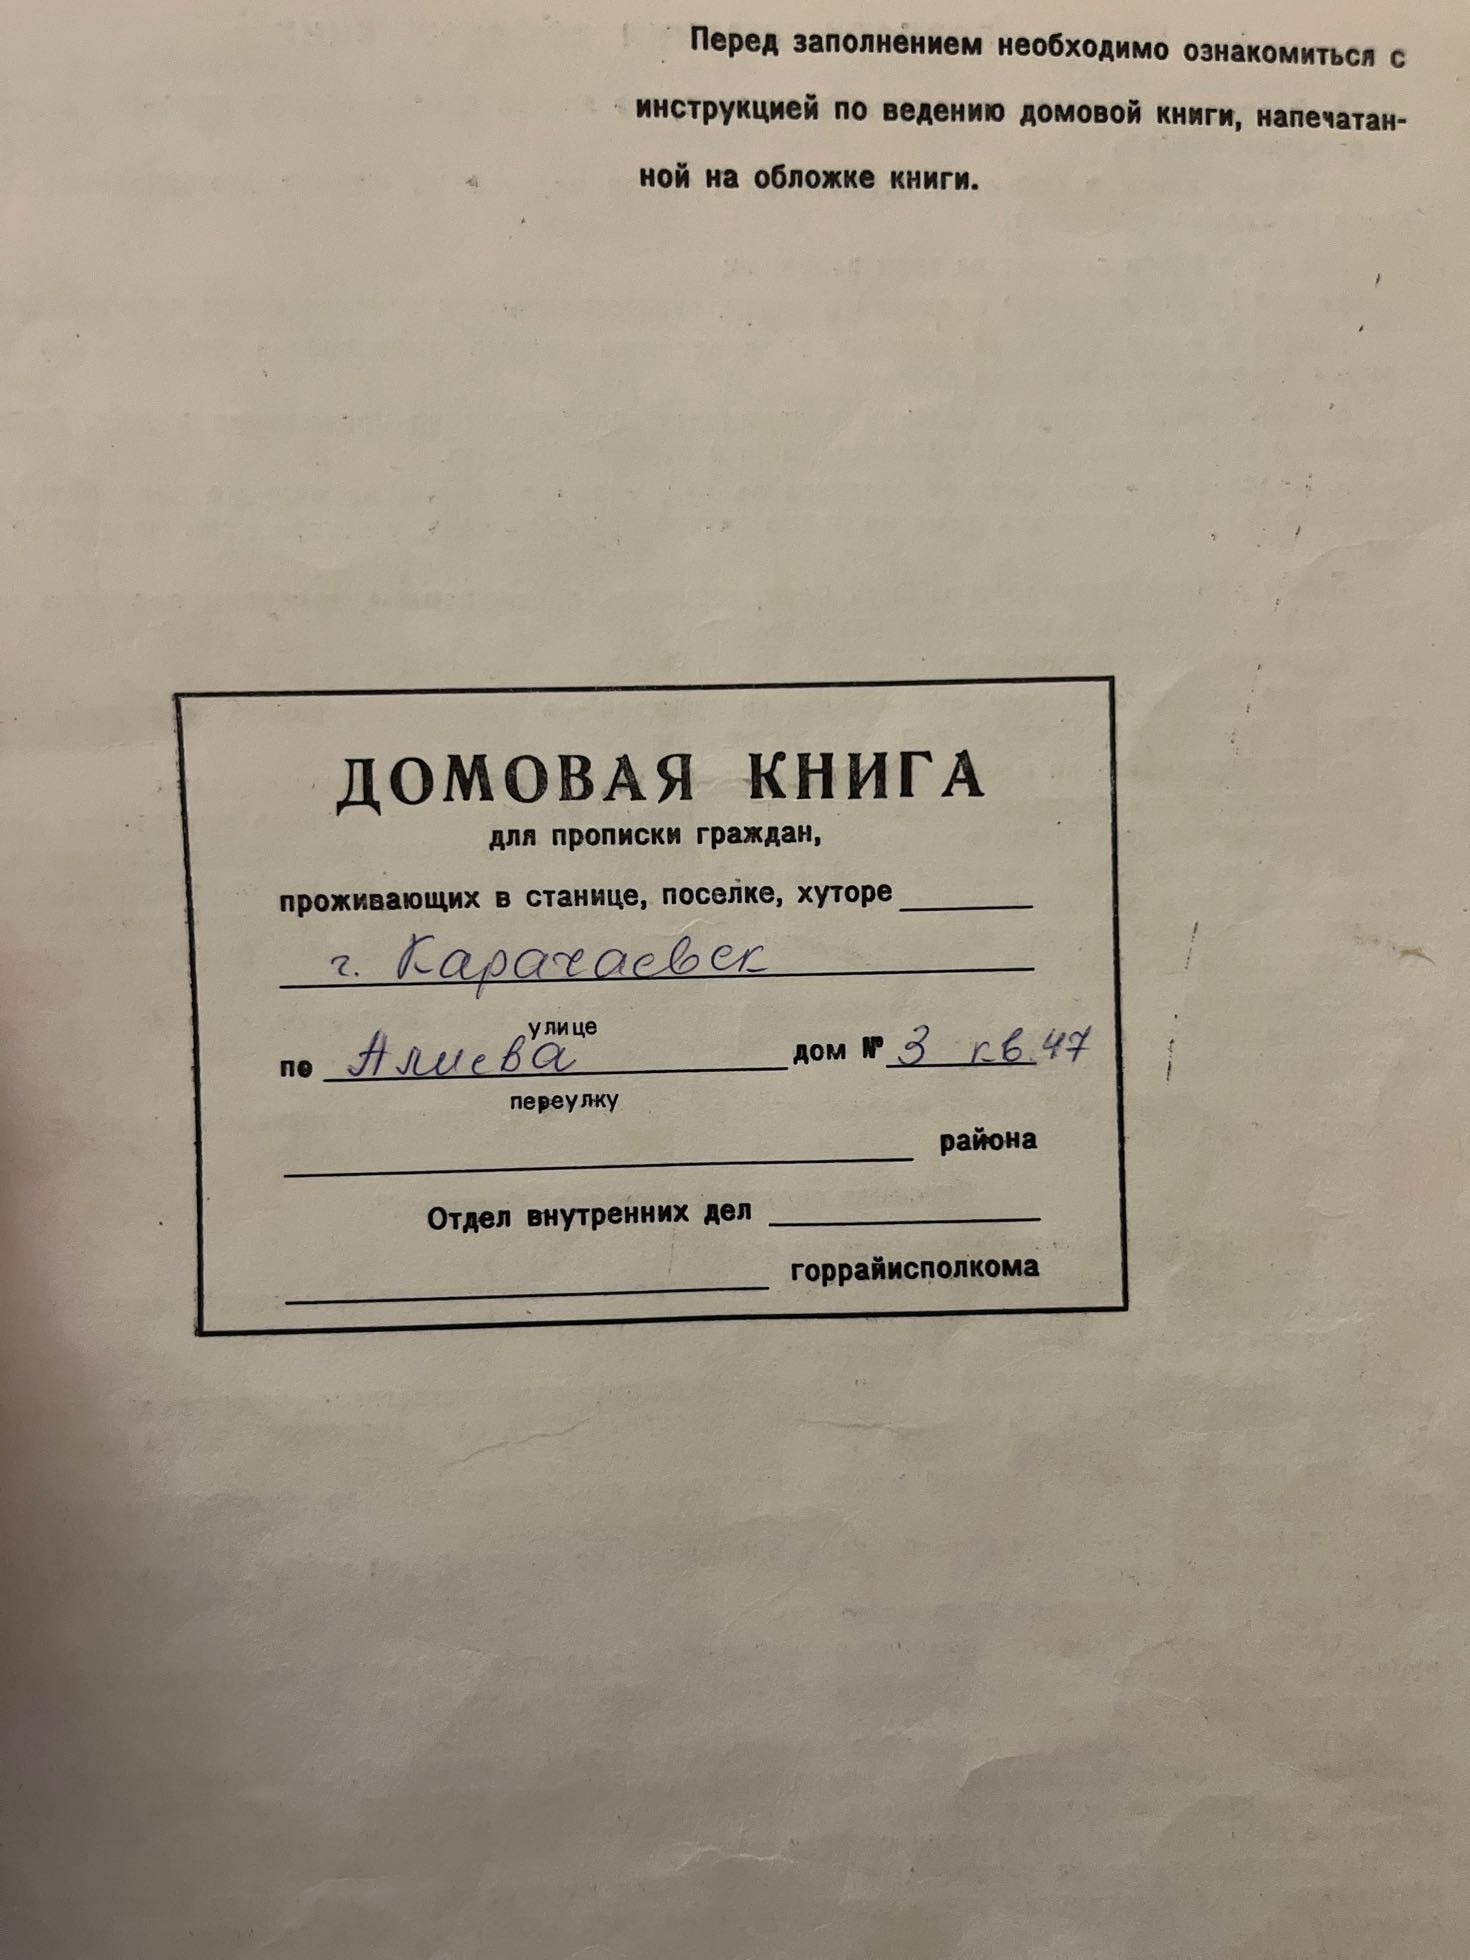 Перед заполнением необходимо ознакомиться с
инструкцией по ведению домовой книги, напечатан-
ной на обложке книги.
ДОМОВАЯ КНИГА
для прописки граждан,
проживающих в станице, поселке, хуторе
г. Карачаевск
улице
по Алиева дом № 3 кв. 47
переулку
района
Отдел внутренних дел
горрайисполкома